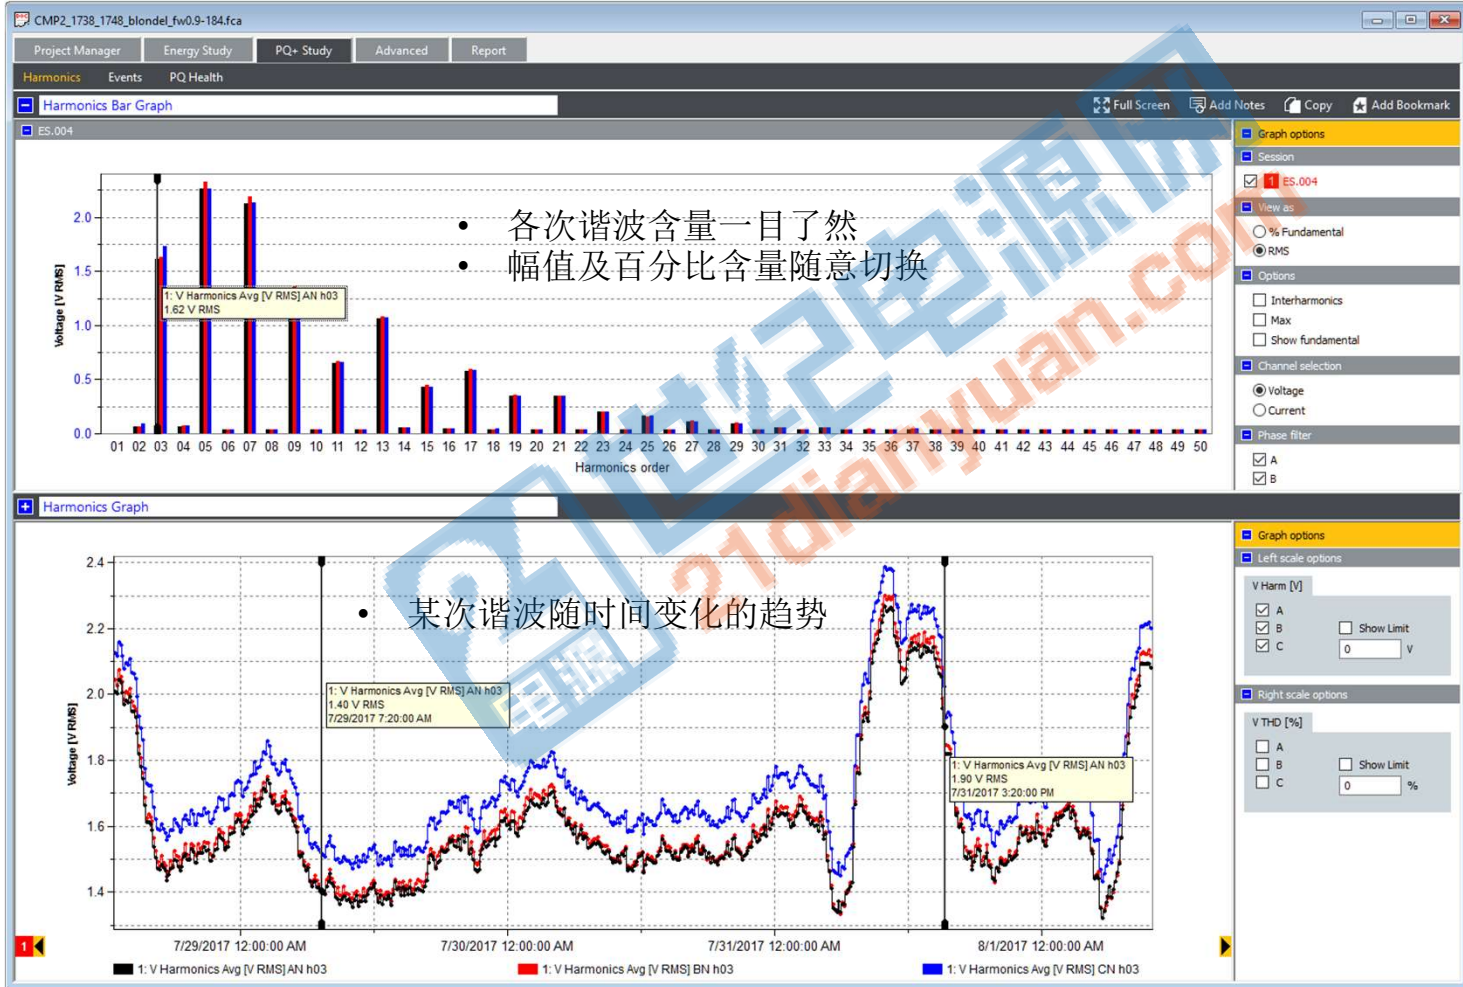 CMP2_1738_1748_blondel_fw0.9-184.fca
Project Manager Energy Study PQ+ Study Advanced Report
Harmonics Events PQ Health
Harmonics Bar Graph Full Screen Add Notes Copy Add Bookmark
ES.004
Graph options
Session
1 ES.004
View as
% Fundamental
RMS
Options
Interharmonics
Max
Show fundamental
Channel selection
Voltage
Current
Phase filter
A
B
• 各次谐波含量一目了然
• 幅值及百分比含量随意切换
Voltage [V RMS]
2.0
1.5
1.0
0.5
0.0
1: V Harmonics Avg [V RMS] AN h03
1.62 V RMS
01 02 03 04 05 06 07 08 09 10 11 12 13 14 15 16 17 18 19 20 21 22 23 24 25 26 27 28 29 30 31 32 33 34 35 36 37 38 39 40 41 42 43 44 45 46 47 48 49 50
Harmonics order
Harmonics Graph
Graph options
Left scale options
V Harm [V]
A
B Show Limit
C 0 V
Right scale options
V THD [%]
A
B Show Limit
C 0 %
• 某次谐波随时间变化的趋势
Voltage [V RMS]
2.4
2.2
2.0
1.8
1.6
1.4
1: V Harmonics Avg [V RMS] AN h03
1.40 V RMS
7/29/2017 7:20:00 AM
1: V Harmonics Avg [V RMS] AN h03
1.90 V RMS
7/31/2017 3:20:00 PM
1
7/29/2017 12:00:00 AM 7/30/2017 12:00:00 AM 7/31/2017 12:00:00 AM 8/1/2017 12:00:00 AM
1: V Harmonics Avg [V RMS] AN h03 1: V Harmonics Avg [V RMS] BN h03 1: V Harmonics Avg [V RMS] CN h03
21世纪电源网
21dianyuan.com
电源